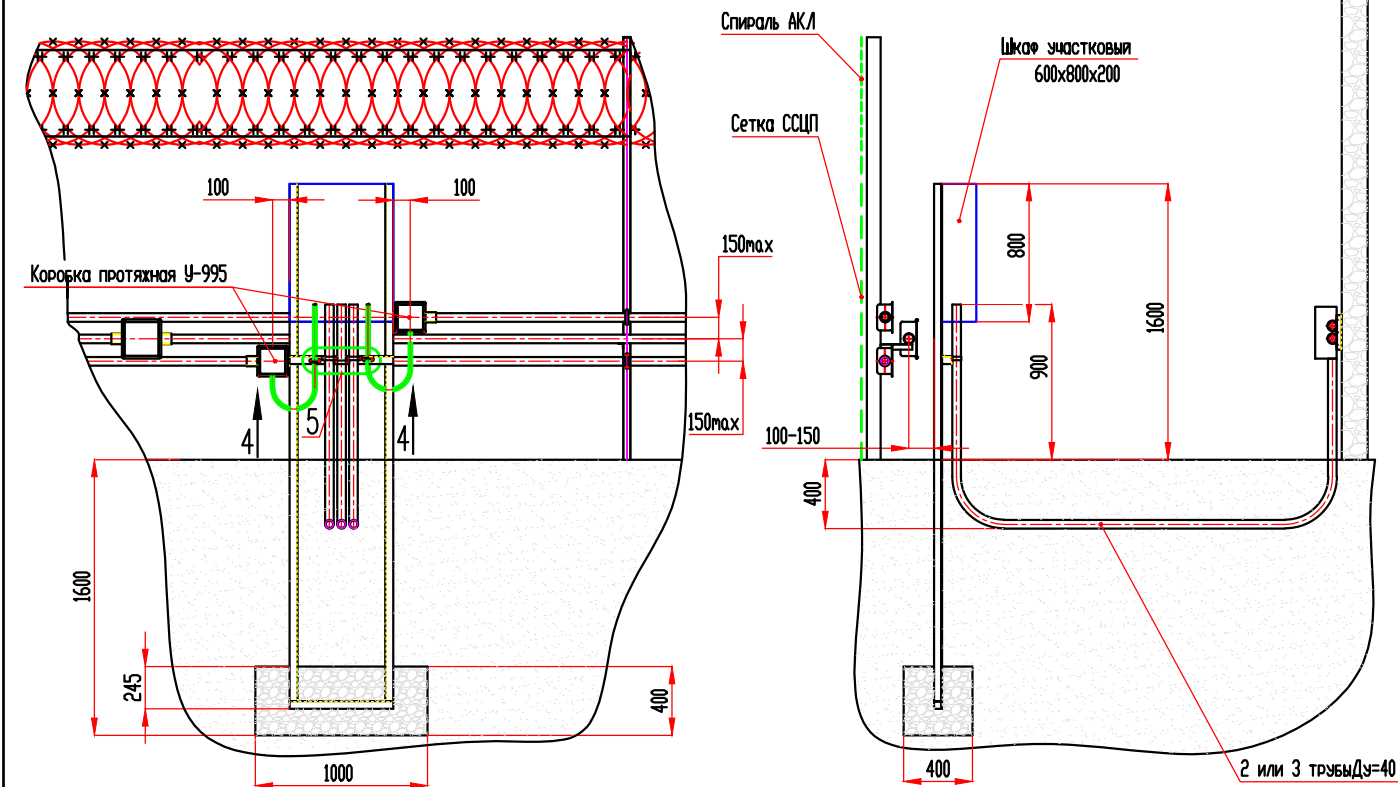 Спираль АКЛ
Шкаф участковый
600х800х200
Сетка ССЦП
100
100
150max
Коробка протяжная У-995
800
1600
900
4
5
4
150max
100-150
400
1600
245
400
1000
400
2 или 3 трубыДу=40